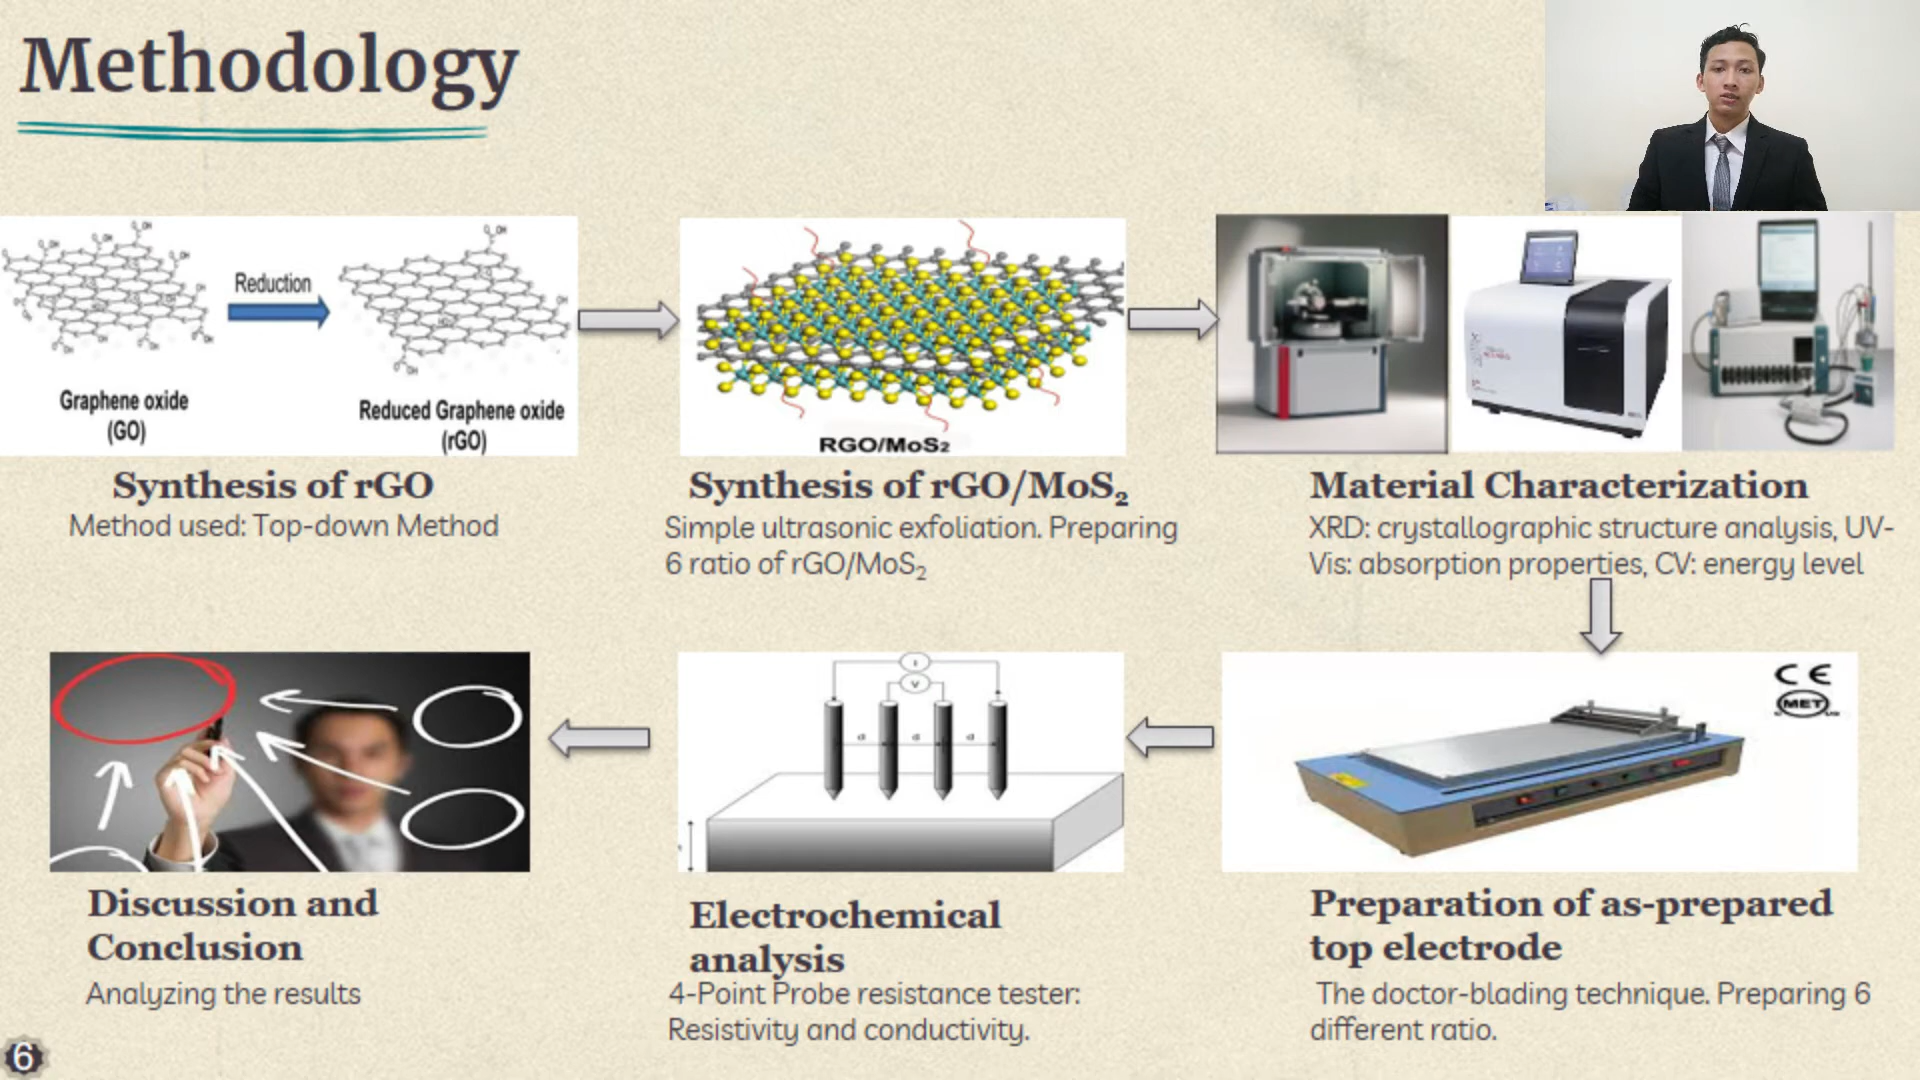 Methodology
Reduction
Graphene oxide
(GO)
Reduced Graphene oxide
(rGO)
RGO/MoS₂
Synthesis of rGO
Method used: Top-down Method
Synthesis of rGO/MoS₂
Simple ultrasonic exfoliation. Preparing
6 ratio of rGO/MoS₂
Material Characterization
XRD: crystallographic structure analysis, UV-
Vis: absorption properties, CV: energy level
I
V
d d d
CE
MET
Discussion and
Conclusion
Analyzing the results
Electrochemical
analysis
4-Point Probe resistance tester:
Resistivity and conductivity.
Preparation of as-prepared
top electrode
The doctor-blading technique. Preparing 6
different ratio.
6